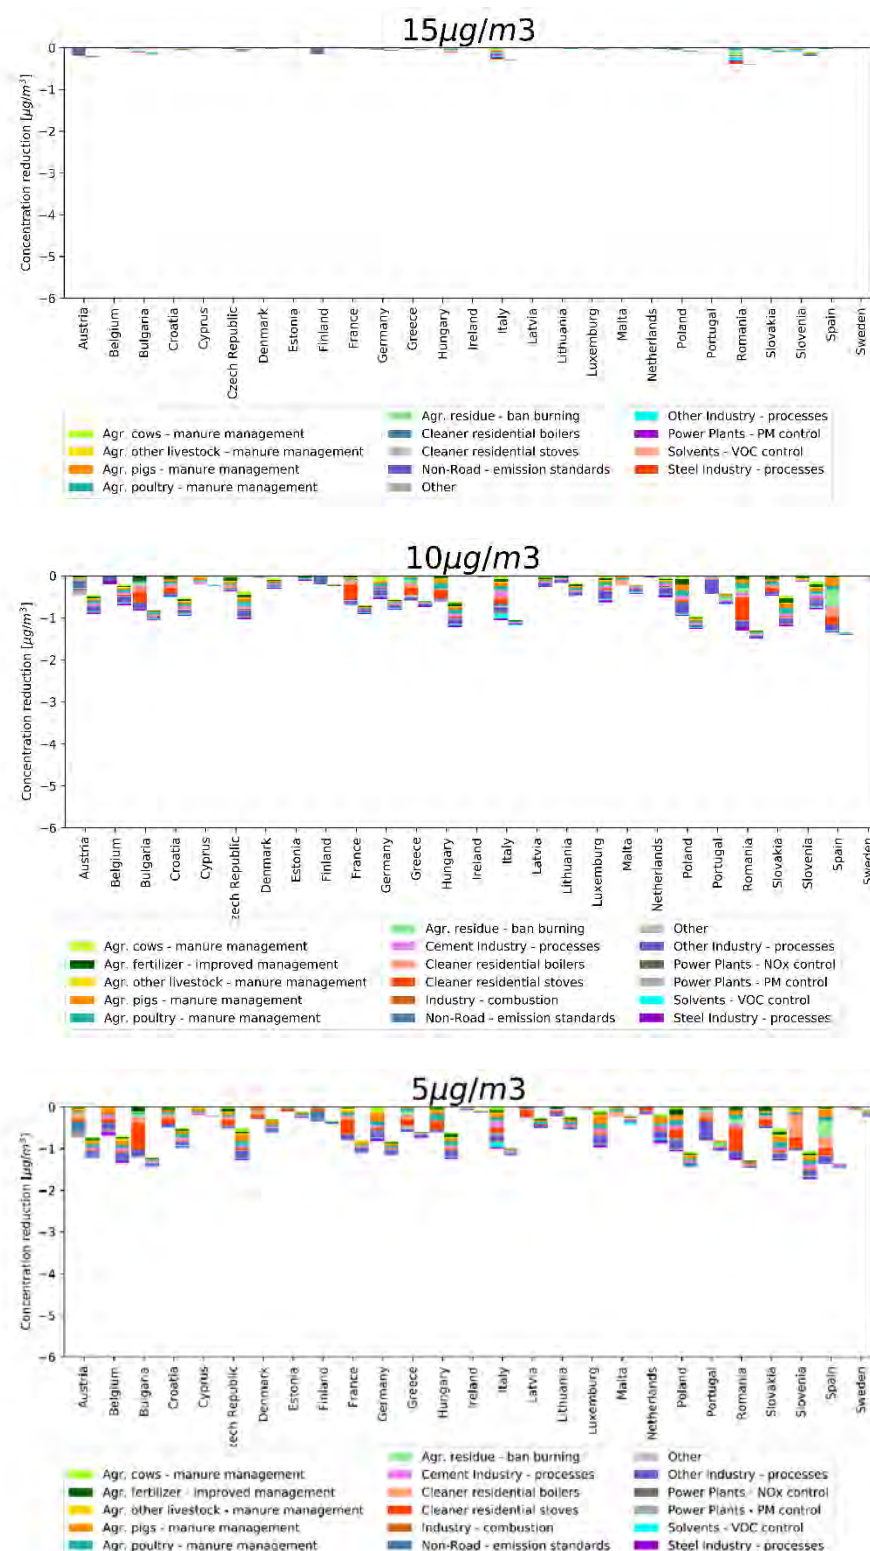 15μg/m3
Concentration reduction [μg/m³]
0
−1
−2
−3
−4
−5
−6
Austria
Belgium
Bulgaria
Croatia
Cyprus
Czech Republic
Denmark
Estonia
Finland
France
Germany
Greece
Hungary
Ireland
Italy
Latvia
Lithuania
Luxemburg
Malta
Netherlands
Poland
Portugal
Romania
Slovakia
Slovenia
Spain
Sweden
Agr. cows - manure management
Agr. other livestock - manure management
Agr. pigs - manure management
Agr. poultry - manure management
Agr. residue - ban burning
Cleaner residential boilers
Cleaner residential stoves
Non-Road - emission standards
Other
Other Industry - processes
Power Plants - PM control
Solvents - VOC control
Steel Industry - processes
10μg/m3
Concentration reduction [μg/m³]
0
−1
−2
−3
−4
−5
−6
Austria
Belgium
Bulgaria
Croatia
Cyprus
zech Republic
Denmark
Estonia
Finland
France
Germany
Greece
Hungary
Ireland
Italy
Latvia
Lithuania
Luxemburg
Malta
Netherlands
Poland
Portugal
Romania
Slovakia
Slovenia
Spain
Sweden
Agr. cows - manure management
Agr. fertilizer - improved management
Agr. other livestock - manure management
Agr. pigs - manure management
Agr. poultry - manure management
Agr. residue - ban burning
Cement Industry - processes
Cleaner residential boilers
Cleaner residential stoves
Industry - combustion
Non-Road - emission standards
Other
Other Industry - processes
Power Plants - NOx control
Power Plants - PM control
Solvents - VOC control
Steel Industry - processes
5μg/m3
Concentration reduction [μg/m³]
0
−1
−2
−3
−4
−5
−6
Austria
Belgium
Bulgaria
Croatia
Cyprus
zech Republic
Denmark
Estonia
Finland
France
Germany
Greece
Hungary
Ireland
Italy
Latvia
Lithuania
Luxemburg
Malta
Netherlands
Poland
Portugal
Romania
Slovakia
Slovenia
Spain
Sweden
Agr. cows - manure management
Agr. fertilizer - improved management
Agr. other livestock - manure management
Agr. pigs - manure management
Agr. poultry - manure management
Agr. residue - ban burning
Cement Industry - processes
Cleaner residential boilers
Cleaner residential stoves
Industry - combustion
Non-Road - emission standards
Other
Other Industry - processes
Power Plants - NOx control
Power Plants - PM control
Solvents - VOC control
Steel Industry - processes